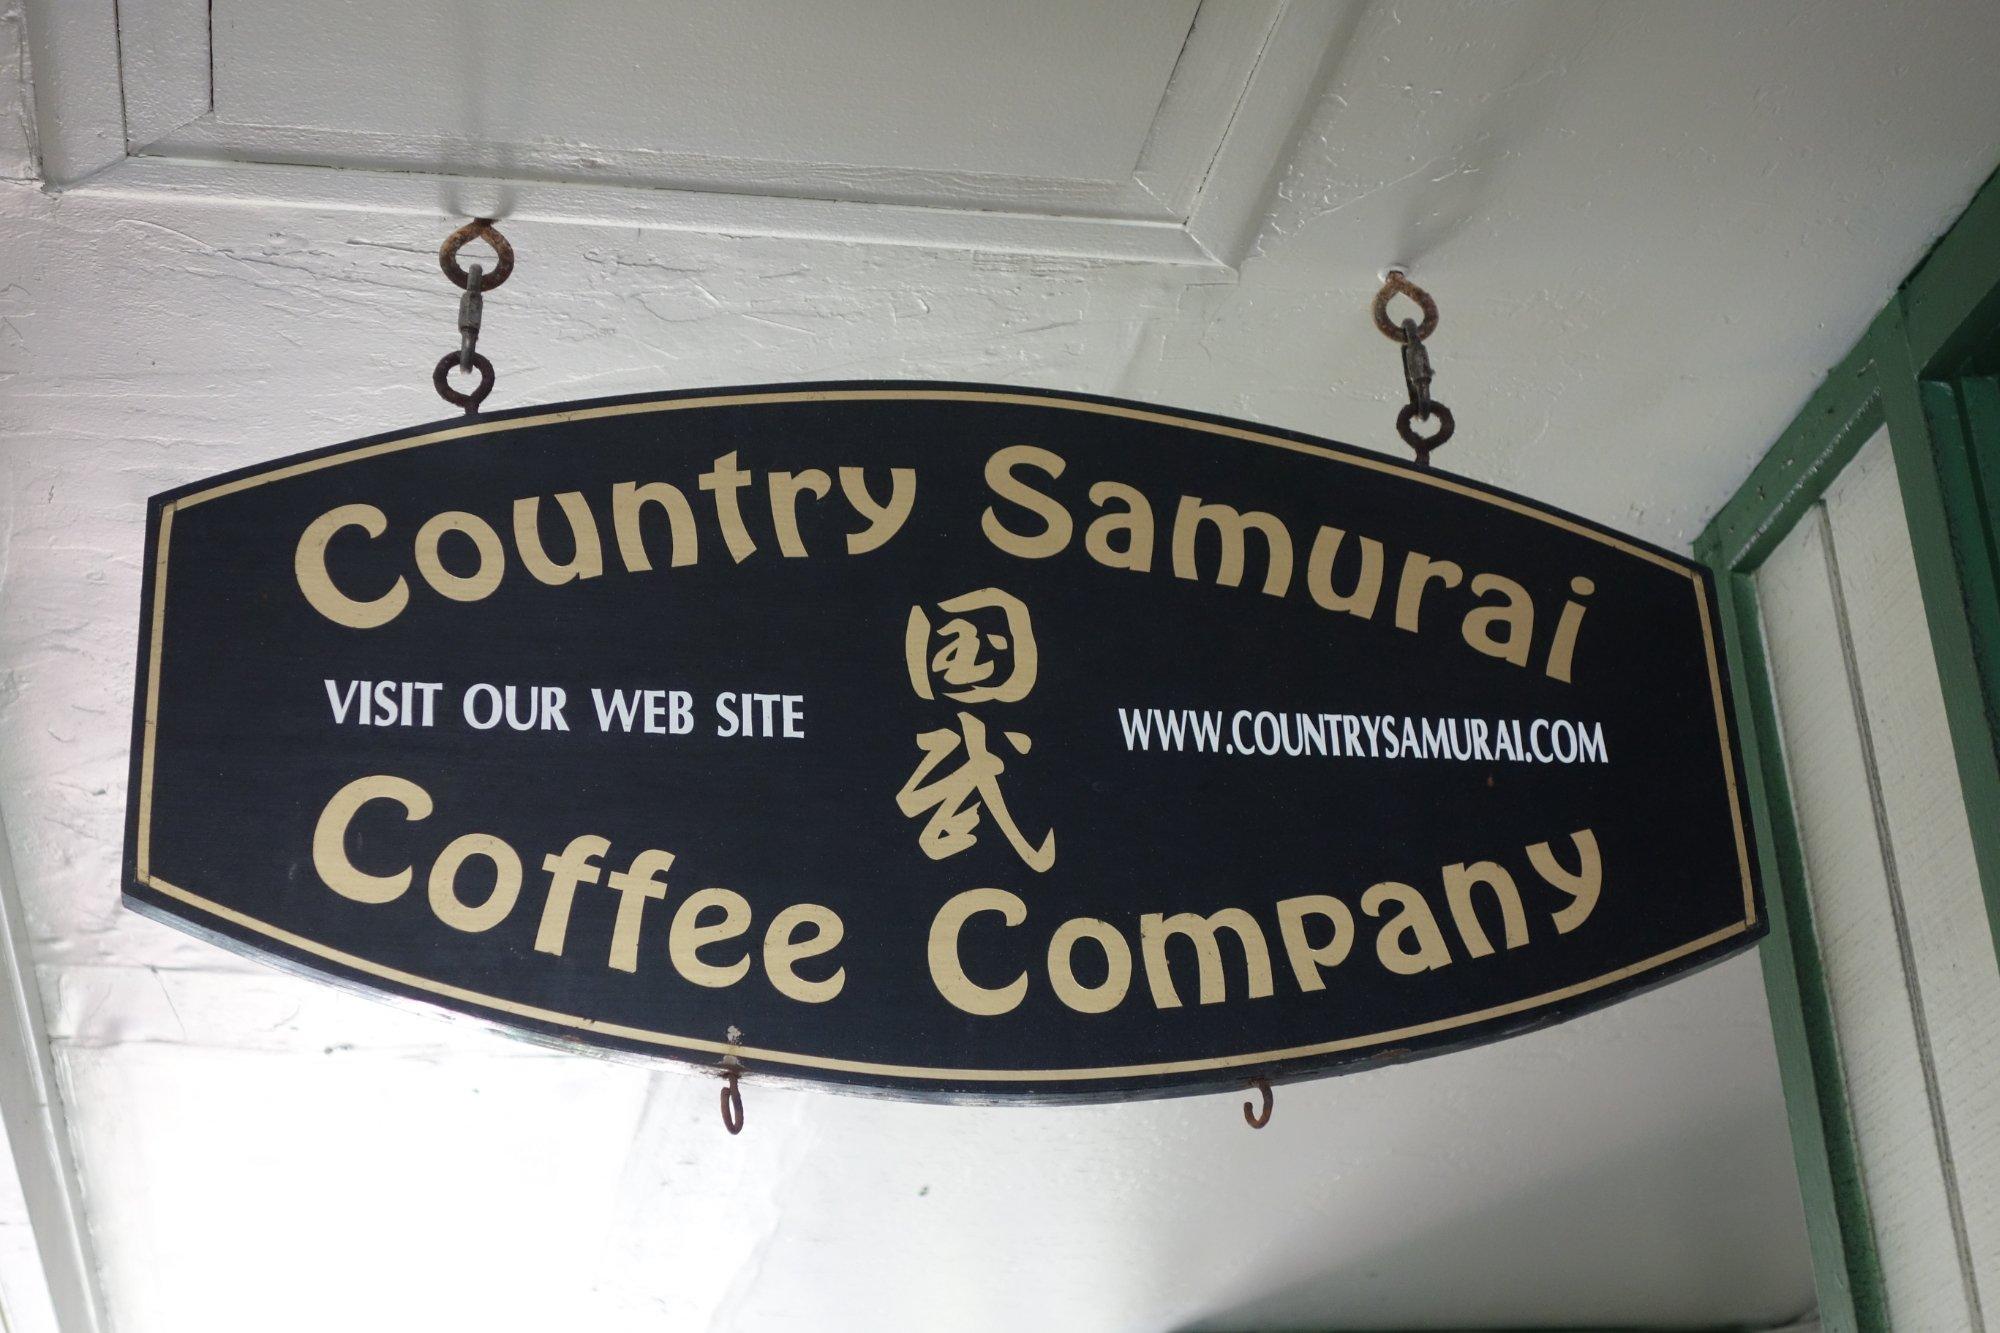 Country Samurai
国武
VISIT OUR WEB SITE
WWW.COUNTRYSAMURAI.COM
Coffee Company